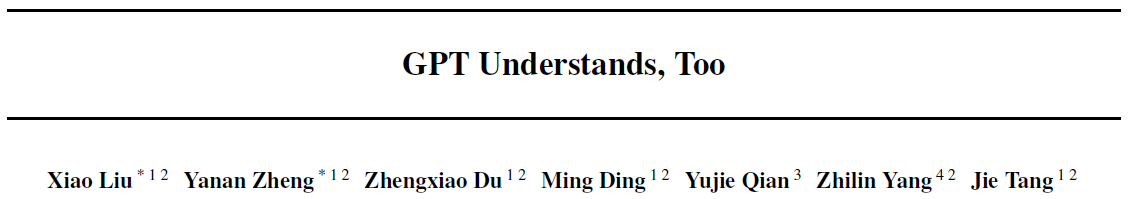 GPT Understands, Too
Xiao Liu * 1 2 Yanan Zheng * 1 2 Zhengxiao Du 1 2 Ming Ding 1 2 Yujie Qian 3 Zhilin Yang 4 2 Jie Tang 1 2